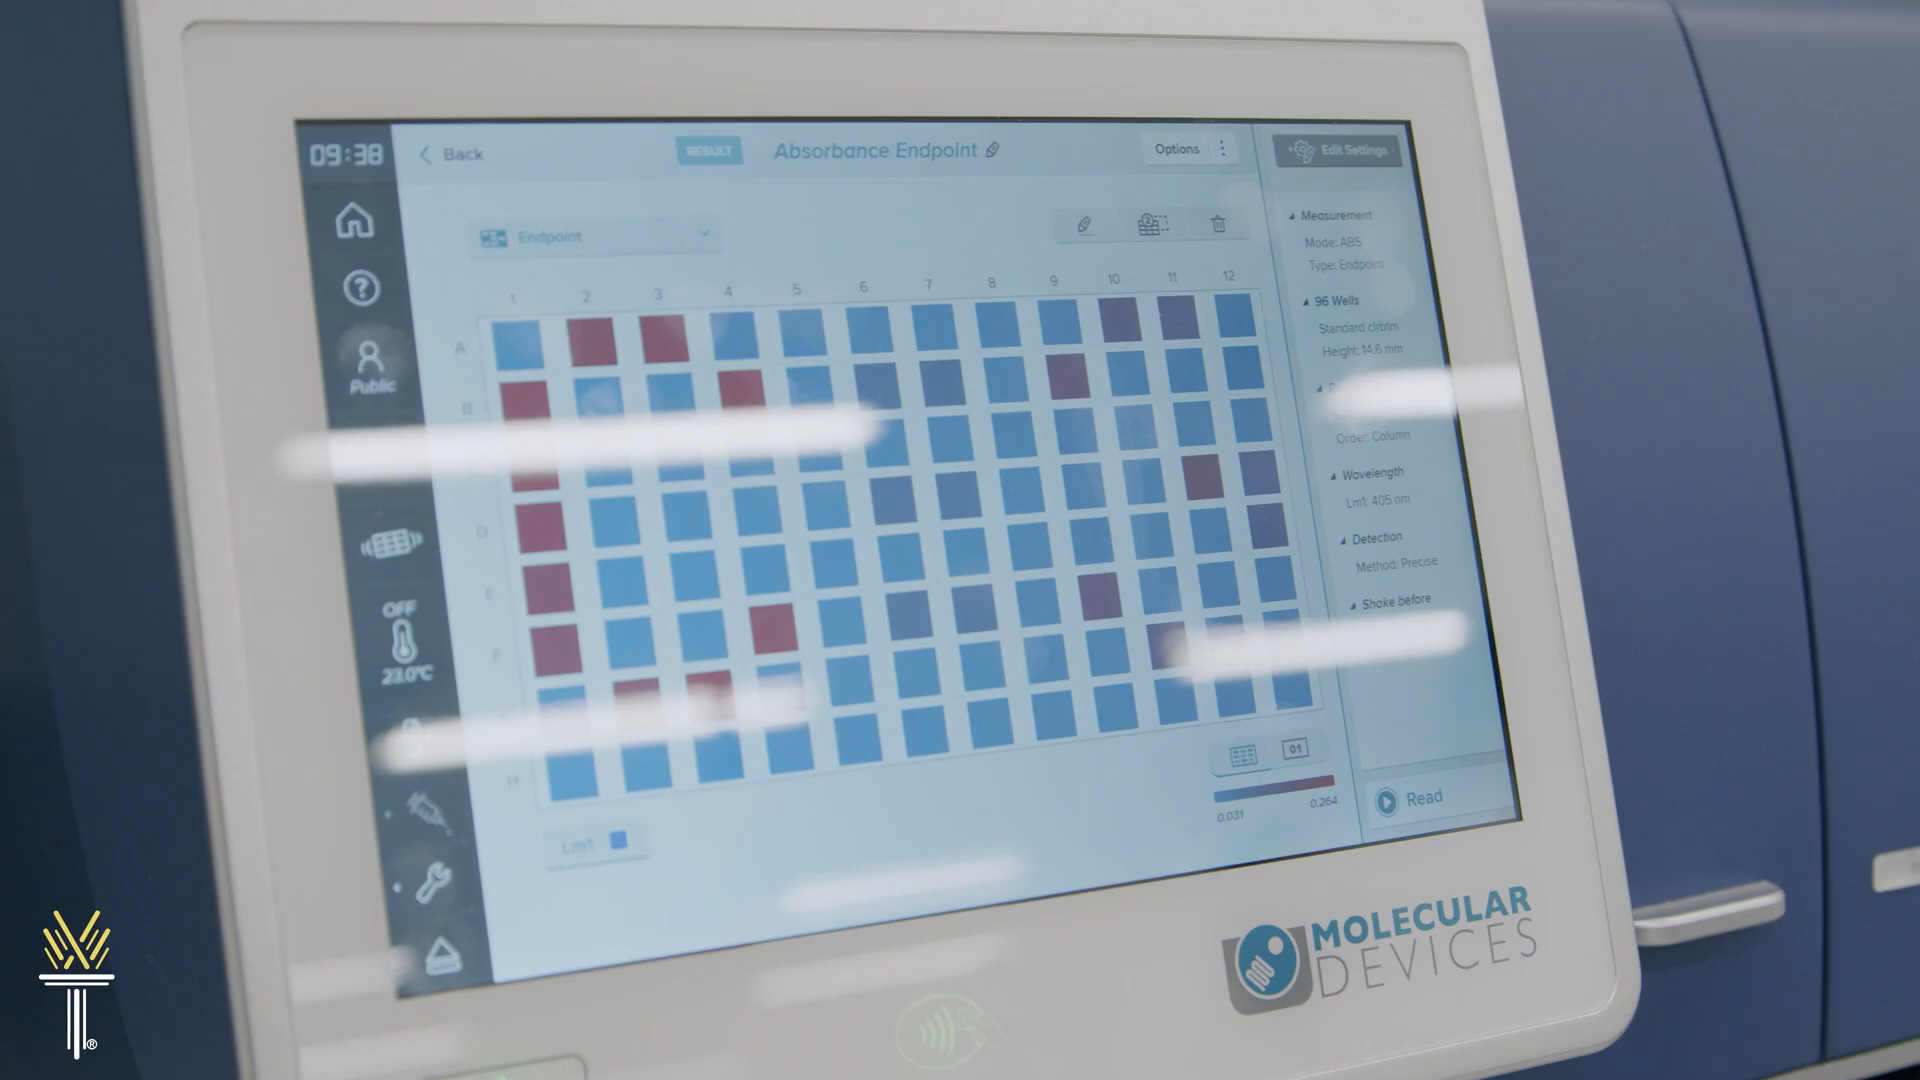 09:38
Back
RESULT
Absorbance Endpoint
Options
Edit Settings
Endpoint
Public
OFF
23.0°C
1 2 3 4 5 6 7 8 9 10 11 12
A
B
D
E
F
H
Measurement
Mode: ABS
Type: Endpoint
96 Wells
Standard clrbtm
Height: 14.6 mm
Order: Column
Wavelength
Lm1: 405 nm
Detection
Method: Precise
Shake before
01
0.031
0.264
Read
Lm1
MOLECULAR
DEVICES
®